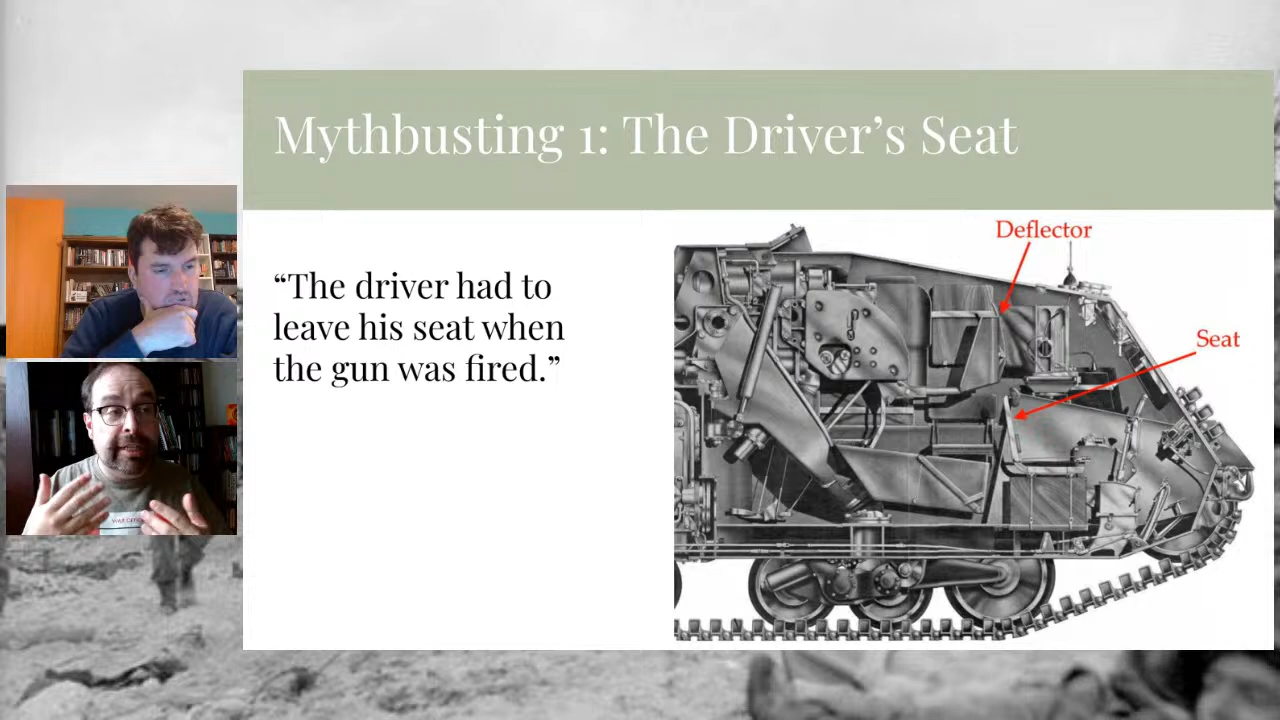 Mythbusting 1: The Driver's Seat
“The driver had to
leave his seat when
the gun was fired.”
Deflector
Seat